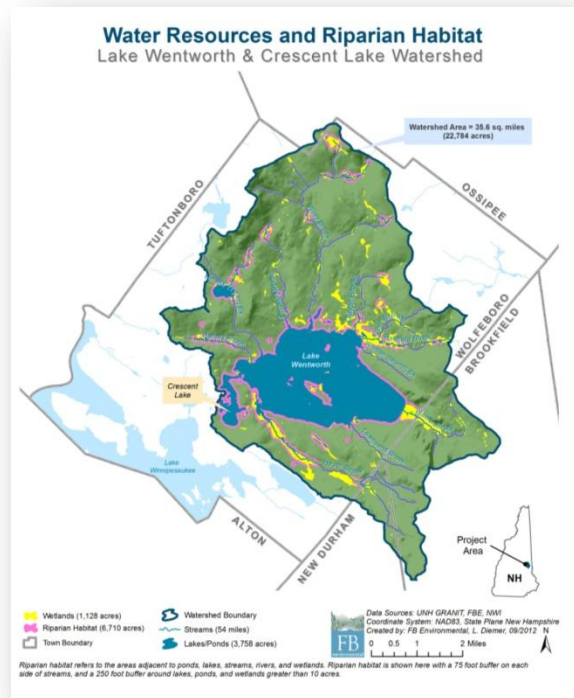 Water Resources and Riparian Habitat
Lake Wentworth & Crescent Lake Watershed
Watershed Area = 35.6 sq. miles
(22,784 acres)
TUFTONBORO
OSSIPEE
WOLFEBORO
BROOKFIELD
Lake
Wentworth
Crescent
Lake
Lake
Winnipesaukee
ALTON
NEW DURHAM
Project
Area
NH
Wetlands (1,128 acres)
Riparian Habitat (6,710 acres)
Town Boundary
Watershed Boundary
Streams (54 miles)
Lakes/Ponds (3,758 acres)
FB
Data Sources: UNH GRANIT, FBE, NWI
Coordinate System: NAD83, State Plane New Hampshire
Created by: FB Environmental, L. Diemer, 09/2012
N
0 0.5 1 2 Miles
Riparian habitat refers to the areas adjacent to ponds, lakes, streams, rivers, and wetlands. Riparian habitat is shown here with a 75 foot buffer on each
side of streams, and a 250 foot buffer around lakes, ponds, and wetlands greater than 10 acres.